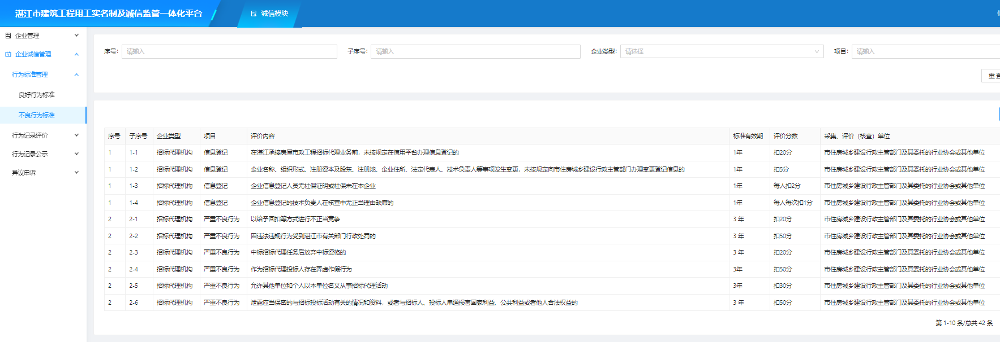 湛江市建筑工程用工实名制及诚信监管一体化平台
诚信模块
企业管理
企业诚信管理
行为标准管理
良好行为标准
不良行为标准
行为记录评价
行为记录公示
异议申诉
序号: 请输入 子序号: 请输入 企业类型: 请选择 项目: 请输入
重置
序号 子序号 企业类型 项目 评价内容 标准有效期 评价分数 采集、评价（核查）单位
1 1-1 招标代理机构 信息登记 在湛江承接房屋市政工程招标代理业务前，未按规定在信用平台办理信息登记的 1年 扣20分 市住房城乡建设行政主管部门及其委托的行业协会或其他单位
1 1-2 招标代理机构 信息登记 企业名称、组织形式、注册资本及股东、注册地、企业住所、法定代表人、技术负责人等事项发生变更，未按规定向市住房城乡建设行政主管部门办理变更登记信息的 1年 扣5分 市住房城乡建设行政主管部门及其委托的行业协会或其他单位
1 1-3 招标代理机构 信息登记 企业信息登记人员无社保证明或社保未在本企业 1年 每人扣2分 市住房城乡建设行政主管部门及其委托的行业协会或其他单位
1 1-4 招标代理机构 信息登记 企业信息登记的技术负责人在核查中无正当理由缺席的 1年 每人每次扣1分 市住房城乡建设行政主管部门及其委托的行业协会或其他单位
2 2-1 招标代理机构 严重不良行为 以给予回扣等方式进行不正当竞争 3 年 扣20分 市住房城乡建设行政主管部门及其委托的行业协会或其他单位
2 2-2 招标代理机构 严重不良行为 因违法违规行为受到湛江市有关部门行政处罚的 3 年 扣50分 市住房城乡建设行政主管部门及其委托的行业协会或其他单位
2 2-3 招标代理机构 严重不良行为 中标招标代理任务后放弃中标资格的 3 年 扣20分 市住房城乡建设行政主管部门及其委托的行业协会或其他单位
2 2-4 招标代理机构 严重不良行为 作为招标代理投标人存在弄虚作假行为 3年 扣50分 市住房城乡建设行政主管部门及其委托的行业协会或其他单位
2 2-5 招标代理机构 严重不良行为 允许其他单位和个人以本单位名义从事招标代理活动 3年 扣30分 市住房城乡建设行政主管部门及其委托的行业协会或其他单位
2 2-6 招标代理机构 严重不良行为 泄露应当保密的与招标投标活动有关的情况和资料，或者与招标人、投标人串通损害国家利益、公共利益或者他人合法权益的 3 年 扣50分 市住房城乡建设行政主管部门及其委托的行业协会或其他单位
第 1-10 条/总共 42 条